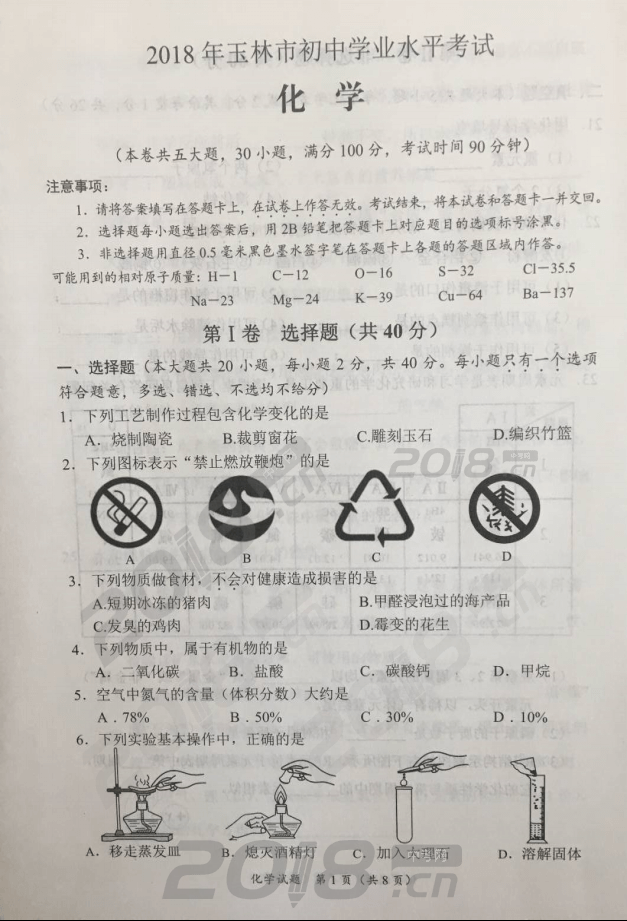 2018年玉林市初中学业水平考试
化 学
(本卷共五大题，30小题，满分100分，考试时间90分钟)
注意事项：
1．请将答案填写在答题卡上，在试卷上作答无效。考试结束，将本试卷和答题卡一并交回。
2．选择题每小题选出答案后，用2B铅笔把答题卡上对应题目的选项标号涂黑。
3．非选择题用直径0.5毫米黑色墨水签字笔在答题卡上各题的答题区域内作答。
可能用到的相对原子质量：H－1 C－12 O－16 S－32 Cl－35.5
Na－23 Mg－24 K－39 Cu－64 Ba－137
第Ⅰ卷 选择题（共40分）
一、选择题（本大题共20小题，每小题2分，共40分。每小题只有一个选项
符合题意，多选、错选、不选均不给分）
1．下列工艺制作过程包含化学变化的是
A．烧制陶瓷 B.裁剪窗花 C.雕刻玉石 D.编织竹篮
2．下列图标表示“禁止燃放鞭炮”的是
A B C D
3．下列物质做食材，不会对健康造成损害的是
A.短期冰冻的猪肉 B.甲醛浸泡过的海产品
C.发臭的鸡肉 D.霉变的花生
4．下列物质中，属于有机物的是
A．二氧化碳 B．盐酸 C．碳酸钙 D．甲烷
5．空气中氮气的含量（体积分数）大约是
A．78% B．50% C．30% D．10%
6．下列实验基本操作中，正确的是
A．移走蒸发皿 B．熄灭酒精灯 C．加入大理石 D．溶解固体
化学试题 第1页（共8页）
2018.cn
中考网
2018.cn